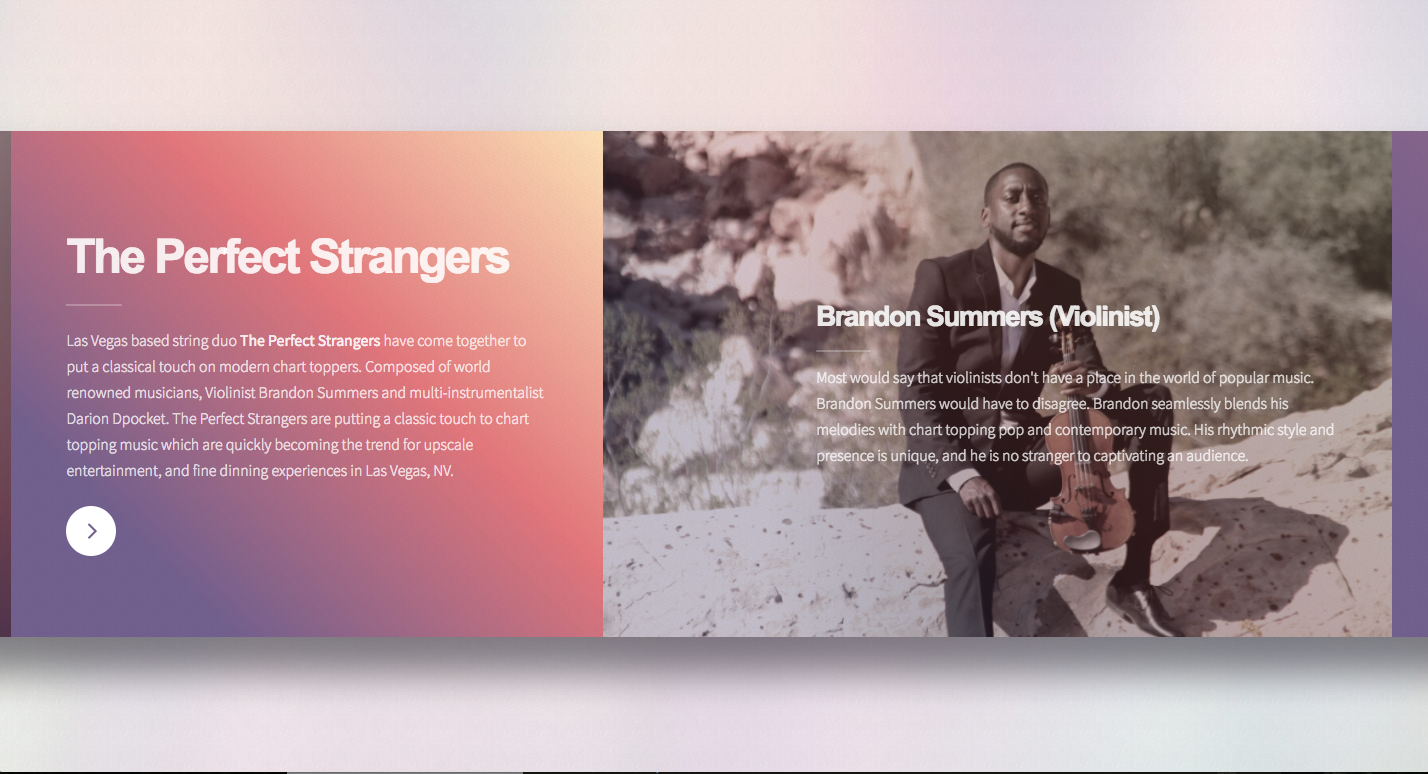 The Perfect Strangers
Las Vegas based string duo The Perfect Strangers have come together to
put a classical touch on modern chart toppers. Composed of world
renowned musicians, Violinist Brandon Summers and multi-instrumentalist
Darion Dpocket. The Perfect Strangers are putting a classic touch to chart
topping music which are quickly becoming the trend for upscale
entertainment, and fine dinning experiences in Las Vegas, NV.
Brandon Summers (Violinist)
Most would say that violinists don't have a place in the world of popular music.
Brandon Summers would have to disagree. Brandon seamlessly blends his
melodies with chart topping pop and contemporary music. His rhythmic style and
presence is unique, and he is no stranger to captivating an audience.